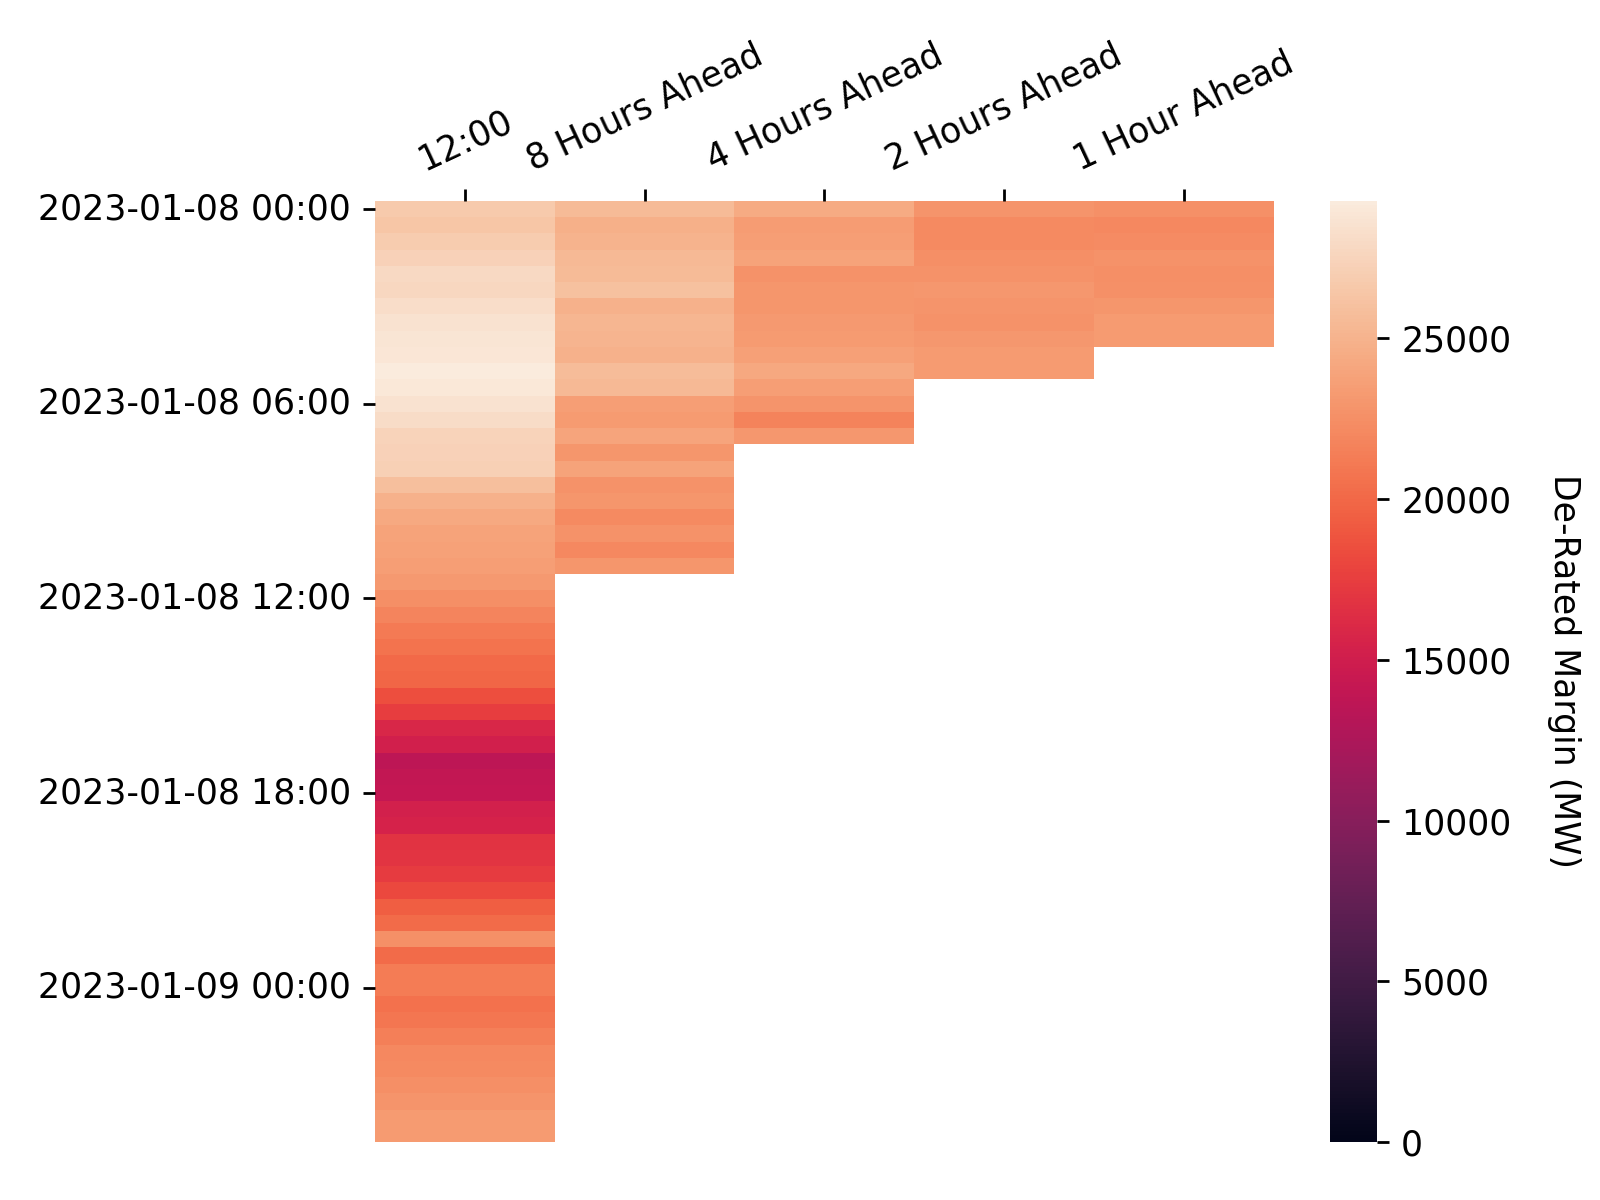 12:00
8 Hours Ahead
4 Hours Ahead
2 Hours Ahead
1 Hour Ahead
2023-01-08 00:00
2023-01-08 06:00
2023-01-08 12:00
2023-01-08 18:00
2023-01-09 00:00
25000
20000
15000
10000
5000
0
De-Rated Margin (MW)